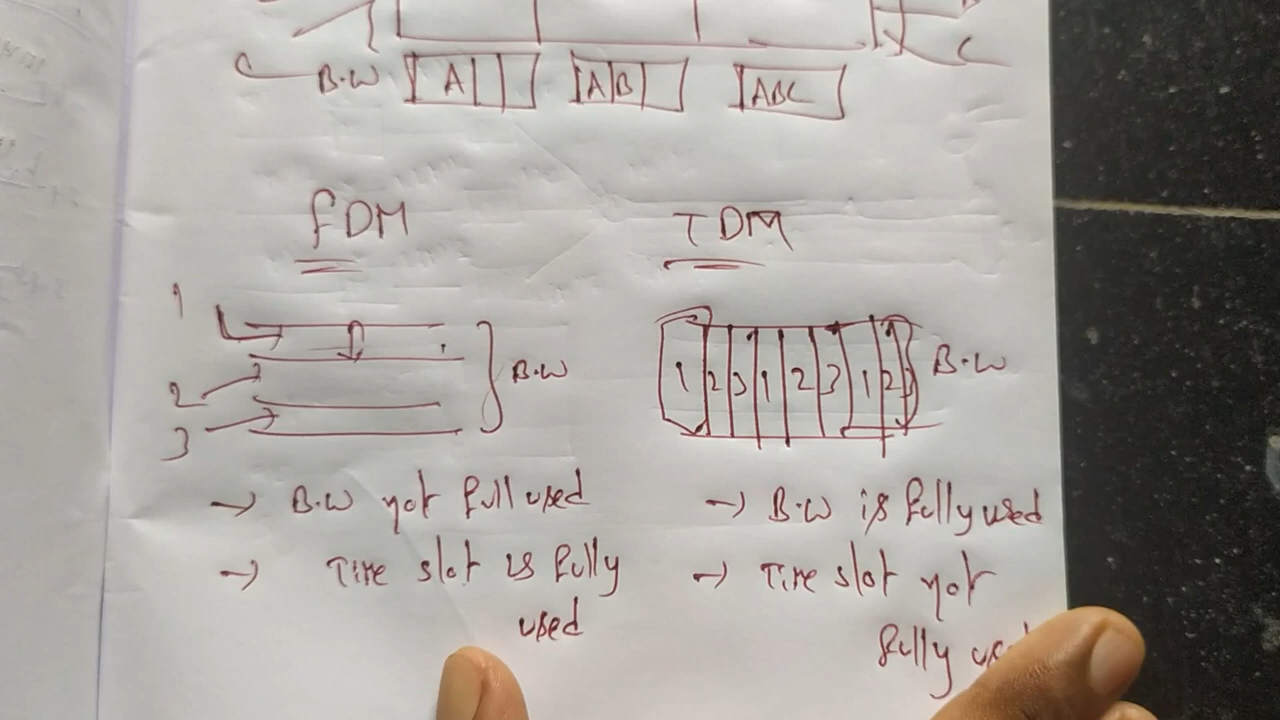 C
C B.W A A B ABC
FDM TDM
1
2
3
B.W
1 2 3 1 2 3 1 2 3 B.W
→ B.W not full used
→ Time slot is fully
used
→ B.W is fully used
→ Time slot not
fully